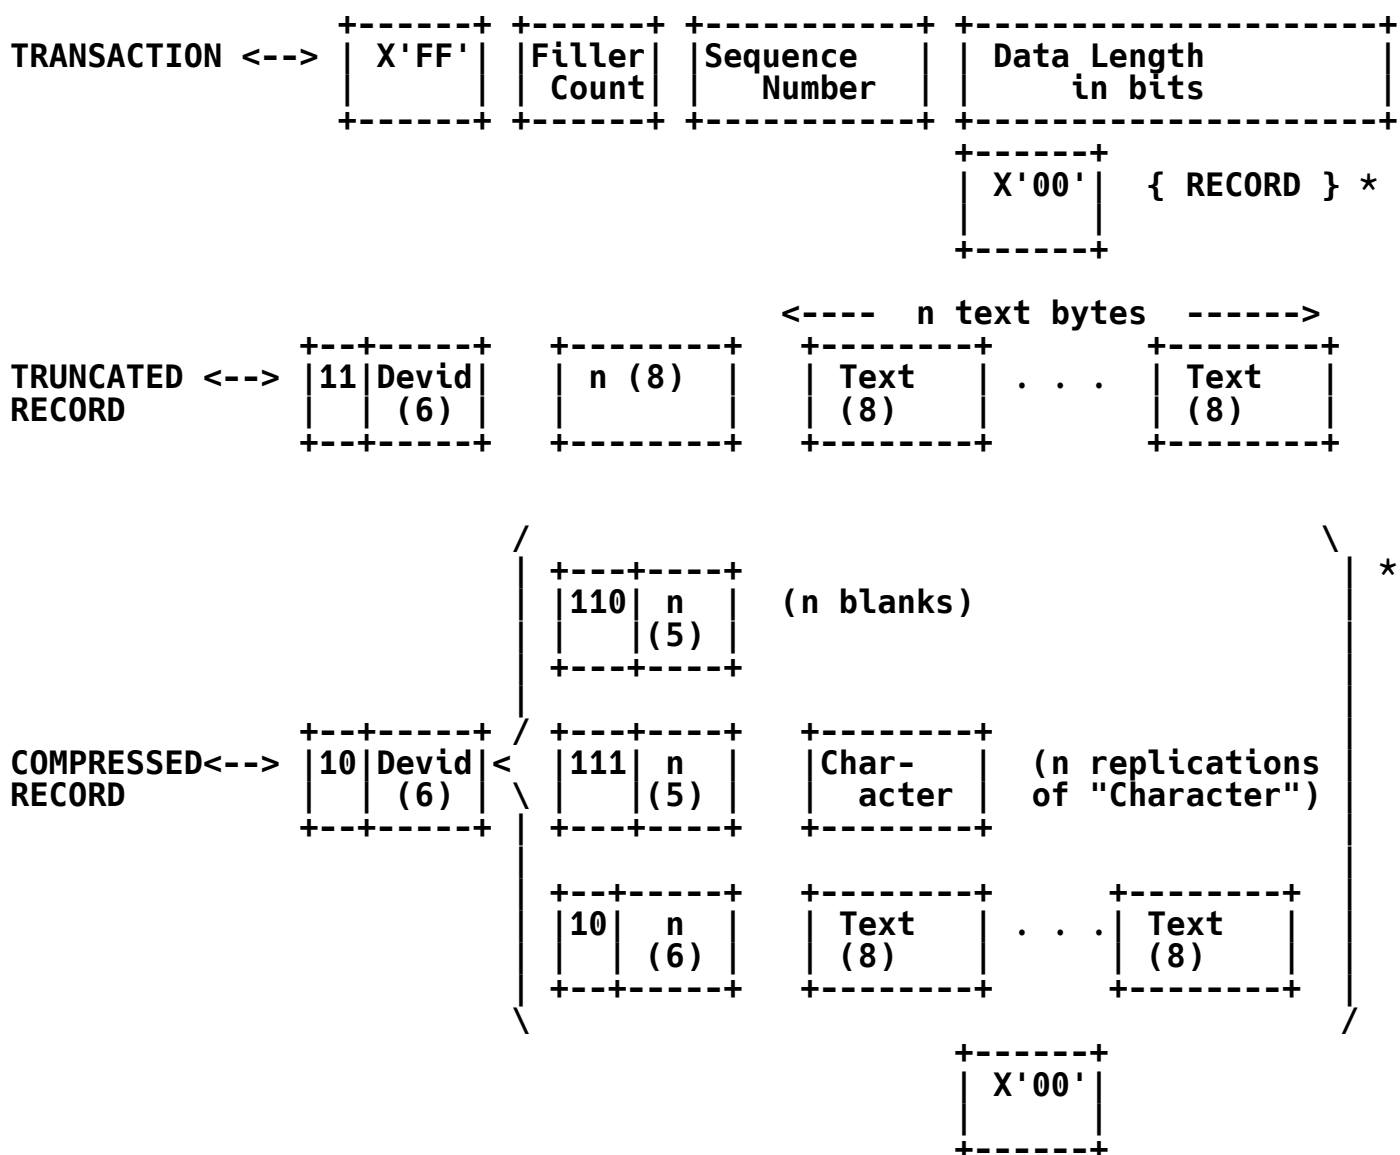 +------+ +------+ +-----------+ +---------------------+
TRANSACTION <--> | X'FF'| |Filler| |Sequence   | | Data Length         |
|      | | Count| |   Number  | |     in bits         |
+------+ +------+ +-----------+ +---------------------+
+------+
| X'00'|  { RECORD } *
|      |
+------+
<----  n text bytes  ------>
+--+-----+   +--------+   +--------+        +--------+
TRUNCATED <--> |11|Devid|   | n (8)  |   | Text   | . . .  | Text   |
RECORD         |  | (6) |   |        |   | (8)    |        | (8)    |
+--+-----+   +--------+   +--------+        +--------+
/                                         \
| +---+----+                               | *
| |110| n  |  (n blanks)                   |
| |   |(5) |                               |
| +---+----+                               |
|                                          |
+--+-----+ / +---+----+   +--------+                  |
COMPRESSED<--> |10|Devid|<  |111| n  |   |Char-   |  (n replications |
RECORD         |  | (6) | \ |   |(5) |   |  acter |  of "Character") |
+--+-----+ | +---+----+   +--------+                  |
|                                          |
| +--+-----+   +--------+      +--------+  |
| |10|  n  |   | Text   | . . .| Text   |  |
| |  | (6) |   | (8)    |      | (8)    |  |
| +--+-----+   +--------+      +--------+  |
\                                          /
+------+
| X'00'|
|      |
+------+